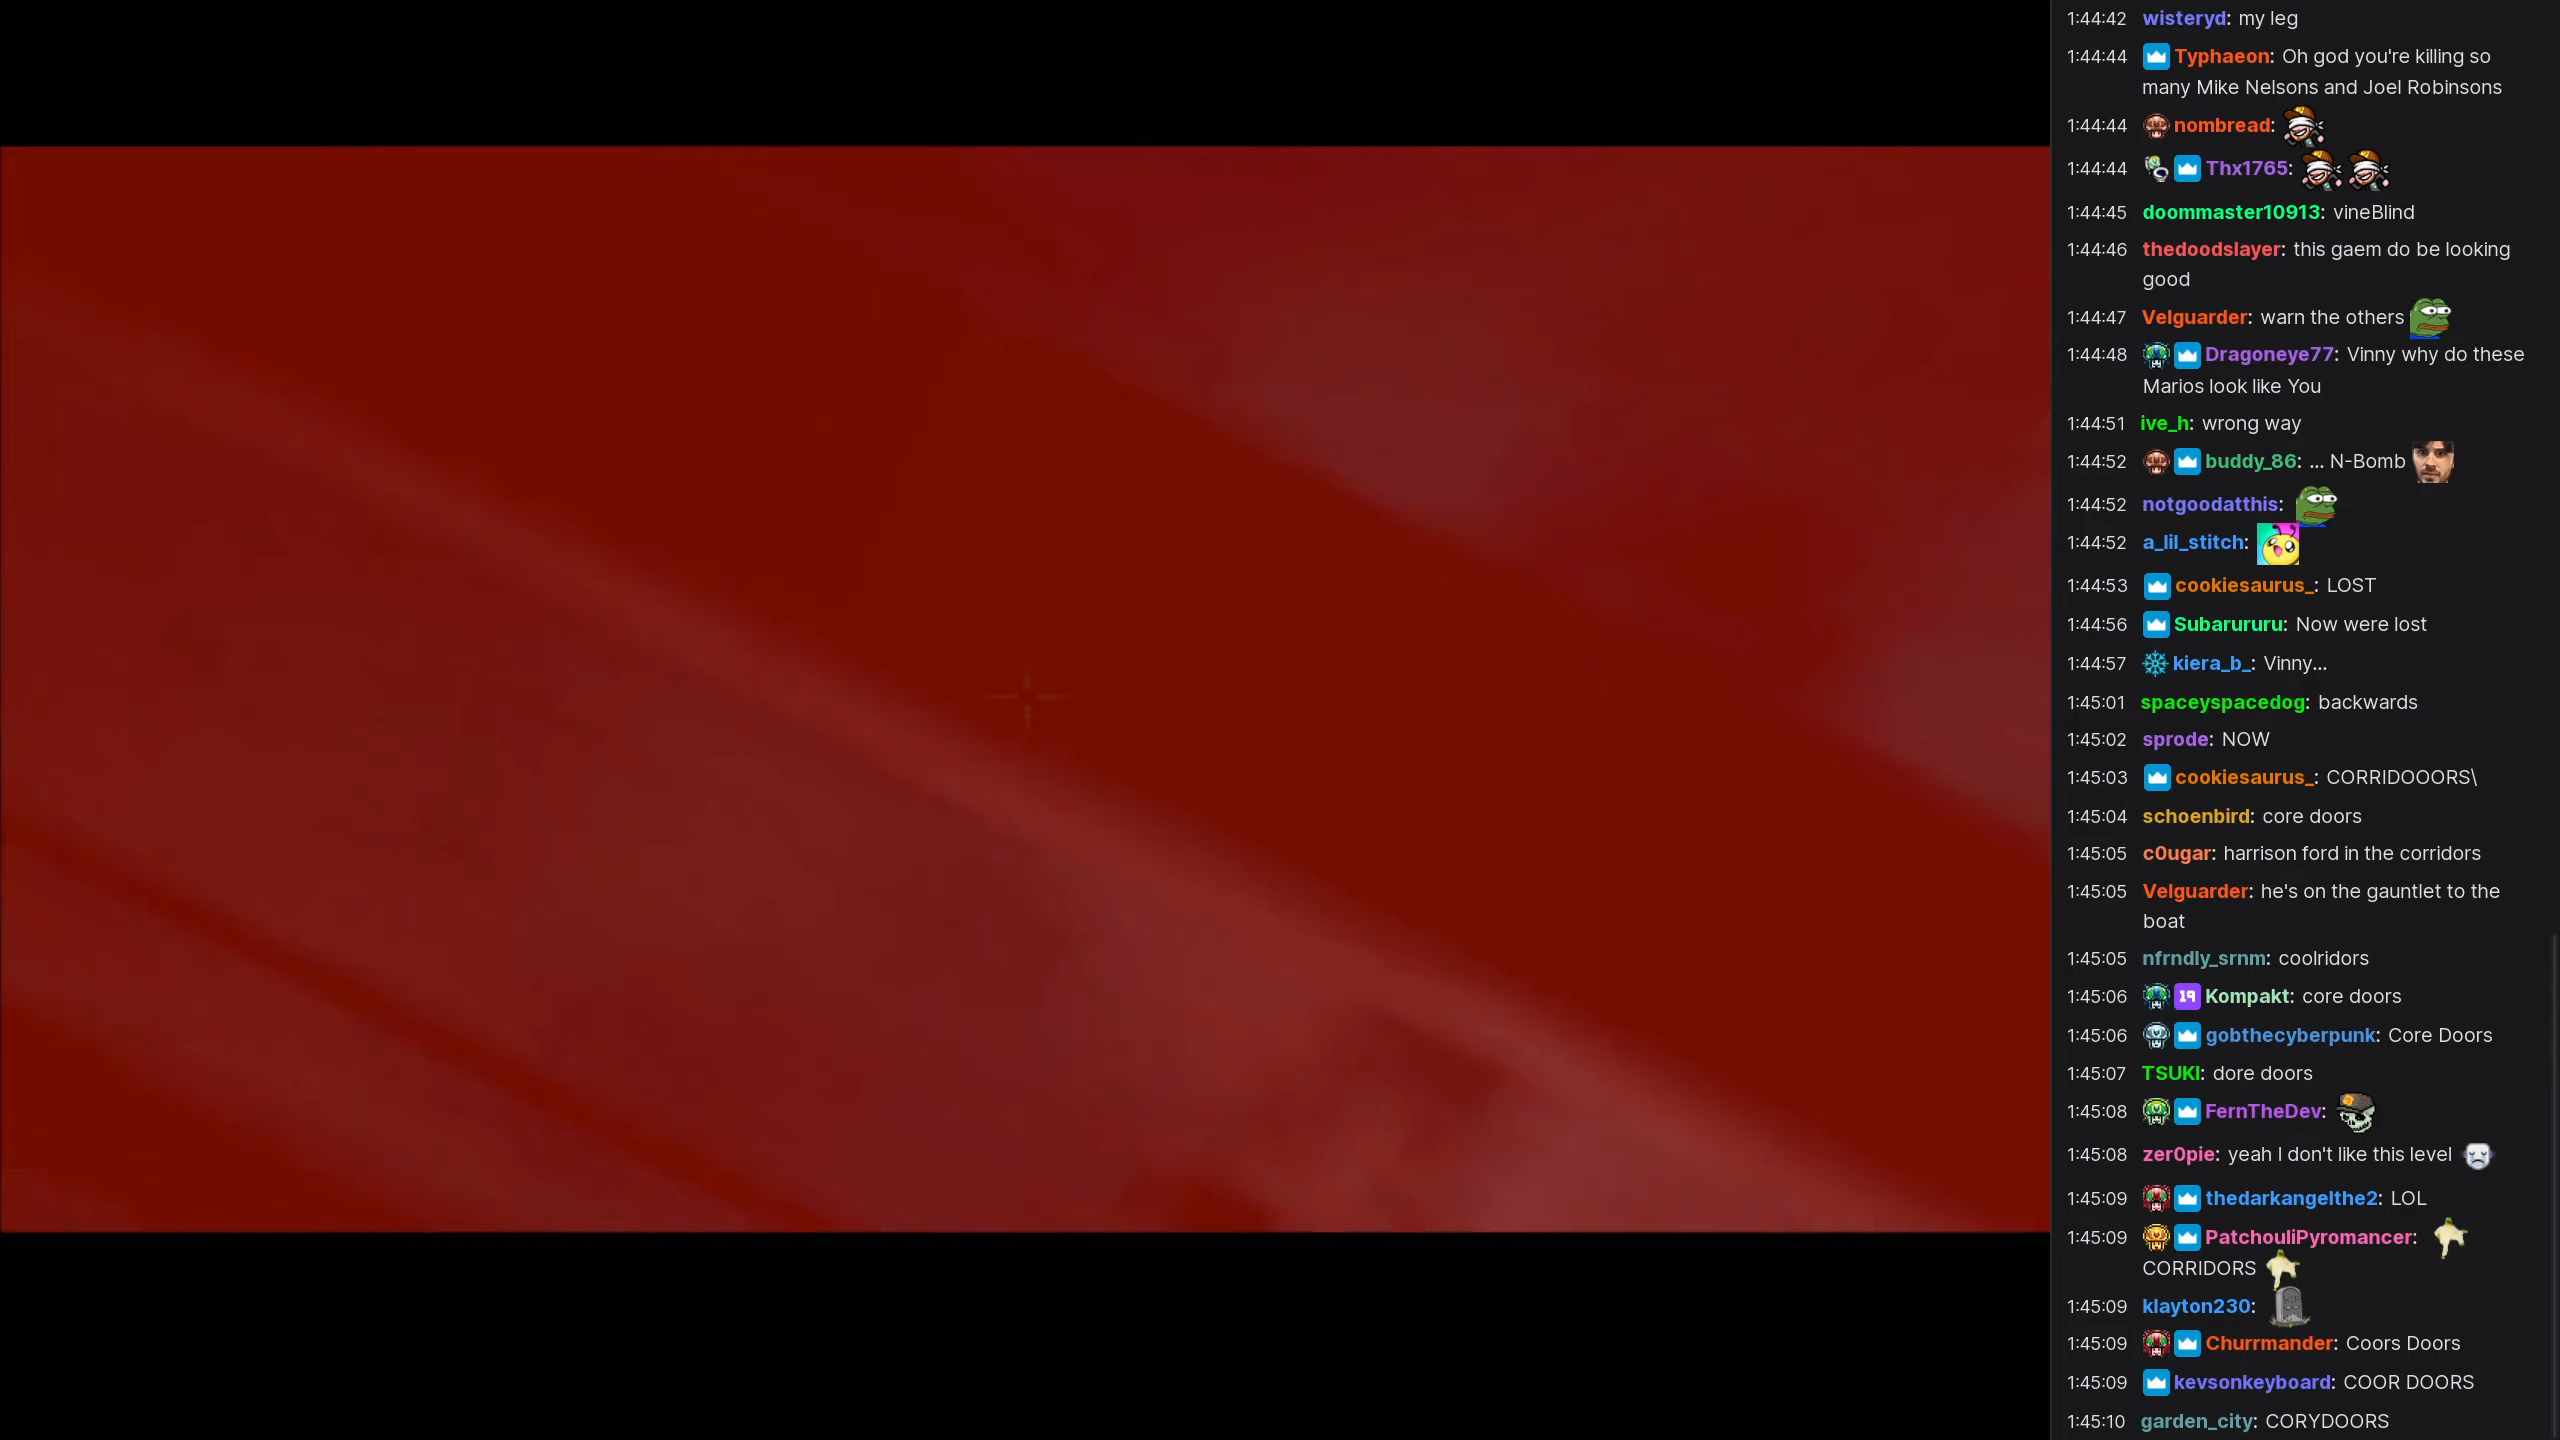 1:44:42 wisteryd: my leg
1:44:44 Typhaeon: Oh god you're killing so
many Mike Nelsons and Joel Robinsons
1:44:44 nombread:
1:44:44 Thx1765:
1:44:45 doommaster10913: vineBlind
1:44:46 thedoodslayer: this gaem do be looking
good
1:44:47 Velguarder: warn the others
1:44:48 Dragoneye77: Vinny why do these
Marios look like You
1:44:51 ive_h: wrong way
1:44:52 buddy_86: ... N-Bomb
1:44:52 notgoodatthis:
1:44:52 a_lil_stitch:
1:44:53 cookiesaurus_: LOST
1:44:56 Subarururu: Now were lost
1:44:57 kiera_b_: Vinny...
1:45:01 spaceyspacedog: backwards
1:45:02 sprode: NOW
1:45:03 cookiesaurus_: CORRIDOOORS\
1:45:04 schoenbird: core doors
1:45:05 c0ugar: harrison ford in the corridors
1:45:05 Velguarder: he's on the gauntlet to the
boat
1:45:05 nfrndly_srnm: coolridors
1:45:06 19 Kompakt: core doors
1:45:06 gobthecyberpunk: Core Doors
1:45:07 TSUKI: dore doors
1:45:08 FernTheDev:
1:45:08 zer0pie: yeah I don't like this level
1:45:09 thedarkangelthe2: LOL
1:45:09 PatchouliPyromancer:
CORRIDORS
1:45:09 klayton230:
1:45:09 Churrmander: Coors Doors
1:45:09 kevsonkeyboard: COOR DOORS
1:45:10 garden_city: CORYDOORS